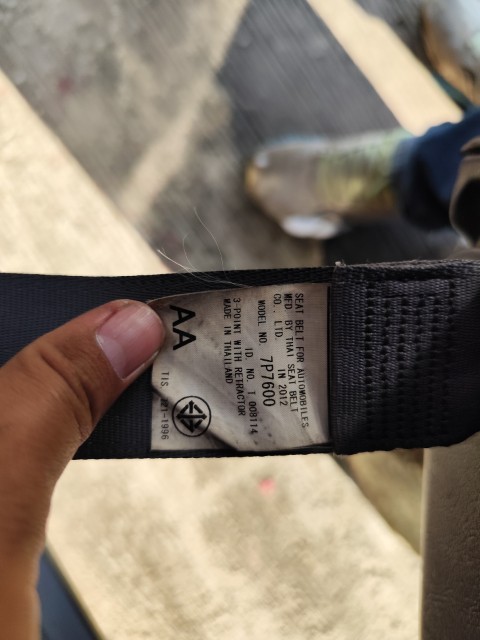 SEAT BELT FOR AUTOMOBILES
MFD BY THAI SEAT BELT
CO., LTD. IN 2012
MODEL NO. 7P7600
ID. NO. T 008114
3-POINT WITH RETRACTOR
MADE IN THAILAND
AA
TIS. 721-1996